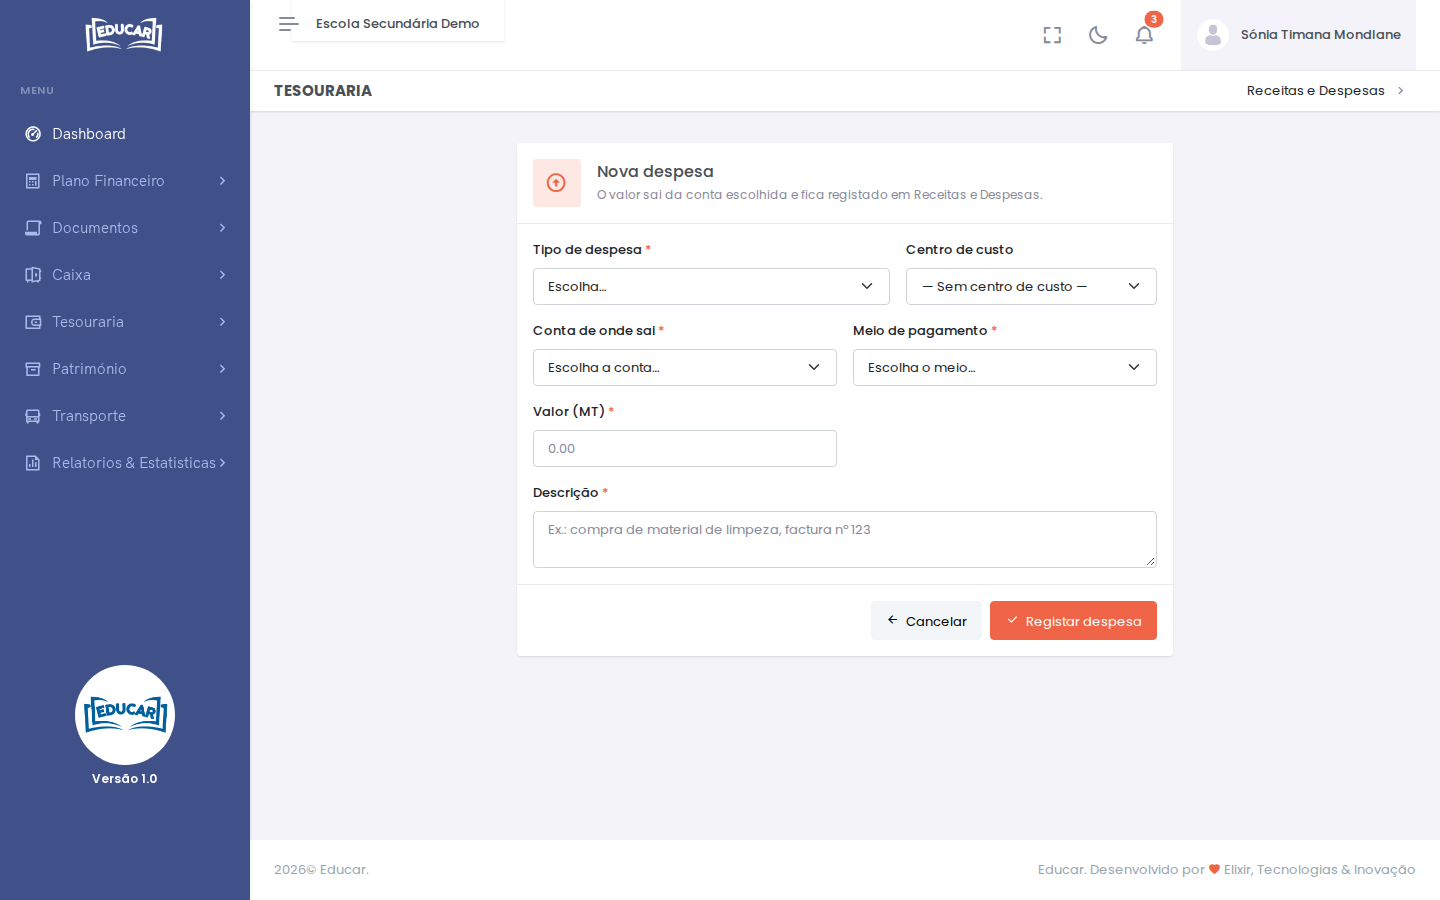 EDUCAR
Escola Secundária Demo
3
Sónia Timana Mondlane
MENU
TESOURARIA
Receitas e Despesas
Dashboard
Plano Financeiro
Documentos
Caixa
Tesouraria
Património
Transporte
Relatorios & Estatisticas
Nova despesa
O valor sai da conta escolhida e fica registado em Receitas e Despesas.
Tipo de despesa *
Centro de custo
Escolha...
— Sem centro de custo —
Conta de onde sai *
Meio de pagamento *
Escolha a conta...
Escolha o meio...
Valor (MT) *
0.00
Descrição *
Ex.: compra de material de limpeza, factura nº 123
Cancelar
Registar despesa
EDUCAR
Versão 1.0
2026© Educar.
Educar. Desenvolvido por Elixir, Tecnologias & Inovação